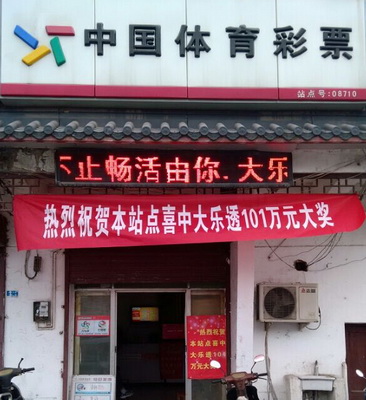 中国体育彩票
站点号:08710
不止畅活由你.大乐
热烈祝贺本站点喜中大乐透101万元大奖
"热烈祝贺
本站点喜中
大乐透10
万元大